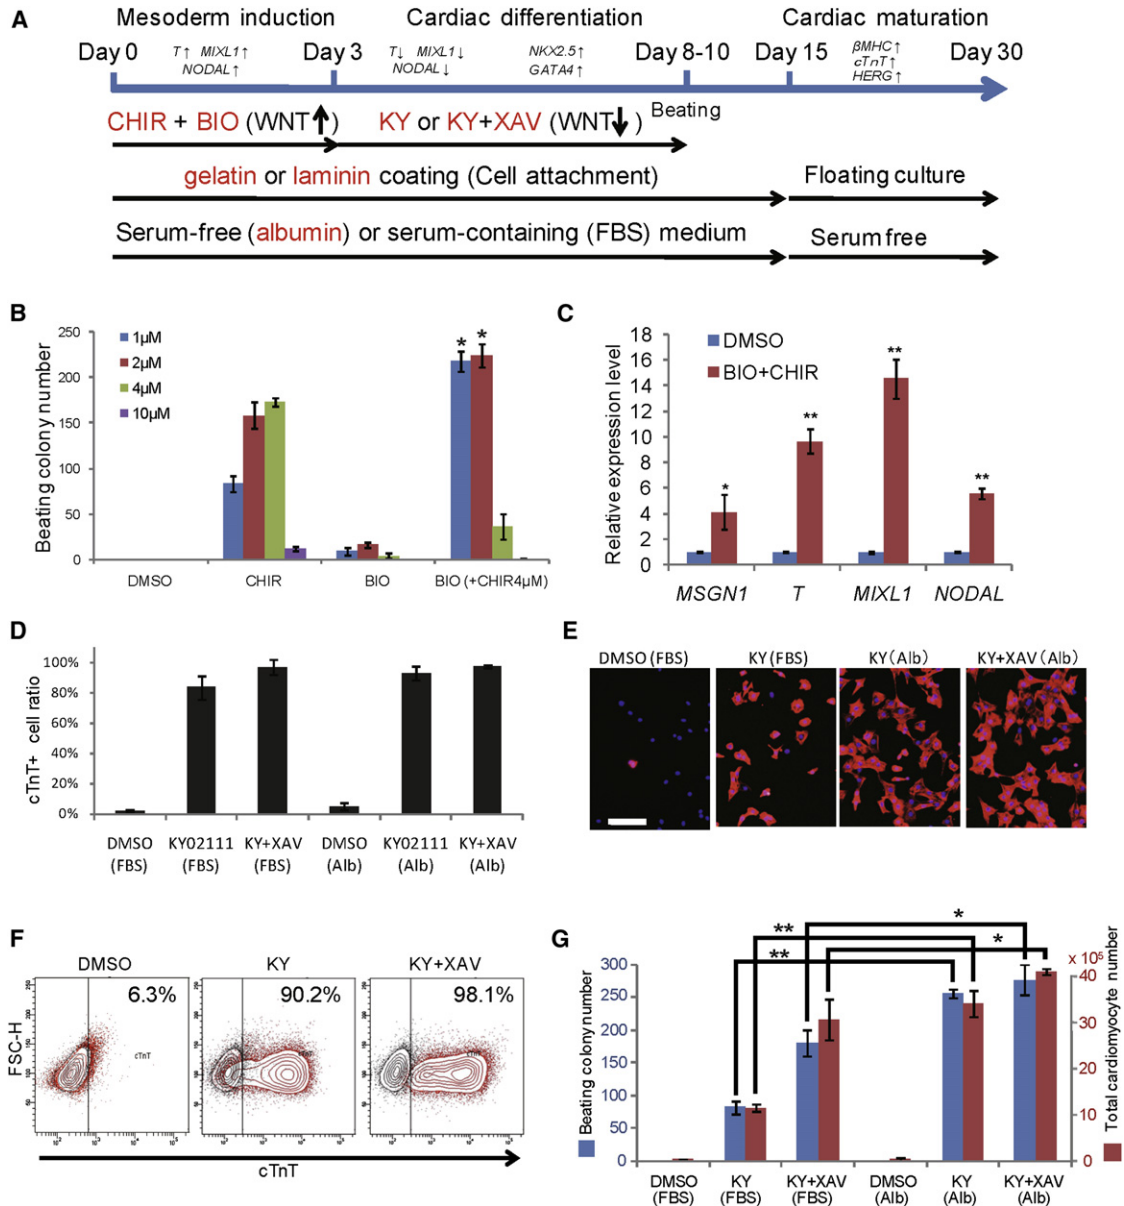 A
Mesoderm induction
Cardiac differentiation
Cardiac maturation
Day 0
T↑ MIXL1↑
NODAL↑
Day 3
T↓ MIXL1↓
NODAL↓
NKX2.5↑
GATA4↑
Day 8-10
Day 15
βMHC↑
cTnT↑
HERG↑
Day 30
CHIR + BIO (WNT↑)
KY or KY+XAV (WNT↓)
Beating
gelatin or laminin coating (Cell attachment)
Floating culture
Serum-free (albumin) or serum-containing (FBS) medium
Serum free
B
Beating colony number
250
200
150
100
50
0
1μM
2μM
4μM
10μM
* *
DMSO
CHIR
BIO
BIO (+CHIR4μM)
C
Relative expression level
18
16
14
12
10
8
6
4
2
0
DMSO
BIO+CHIR
*
**
**
**
MSGN1
T
MIXL1
NODAL
D
cTnT+ cell ratio
100%
80%
60%
40%
20%
0%
DMSO (FBS)
KY02111 (FBS)
KY+XAV (FBS)
DMSO (Alb)
KY02111 (Alb)
KY+XAV (Alb)
E
DMSO (FBS)
KY (FBS)
KY (Alb)
KY+XAV (Alb)
F
DMSO
KY
KY+XAV
6.3%
90.2%
98.1%
FSC-H
cTnT
cTnT
G
Beating colony number
300
250
200
150
100
50
0
**
**
*
*
x 10⁵
Total cardiomyocyte number
40
30
20
10
0
DMSO (FBS)
KY (FBS)
KY+XAV (FBS)
DMSO (Alb)
KY (Alb)
KY+XAV (Alb)